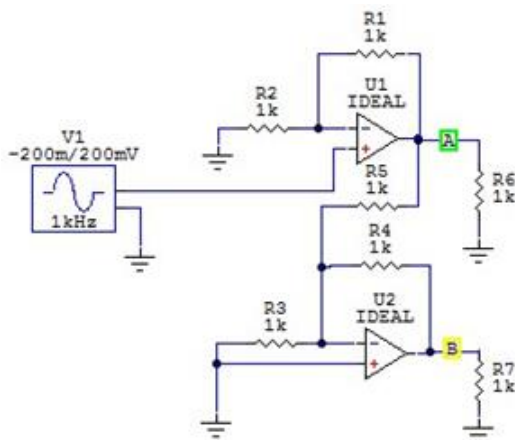 R1
1k
U1
IDEAL
R2
1k
V1
-200m/200mV
1kHz
A
R5
1k
R6
1k
R4
1k
U2
IDEAL
R3
1k
B
R7
1k